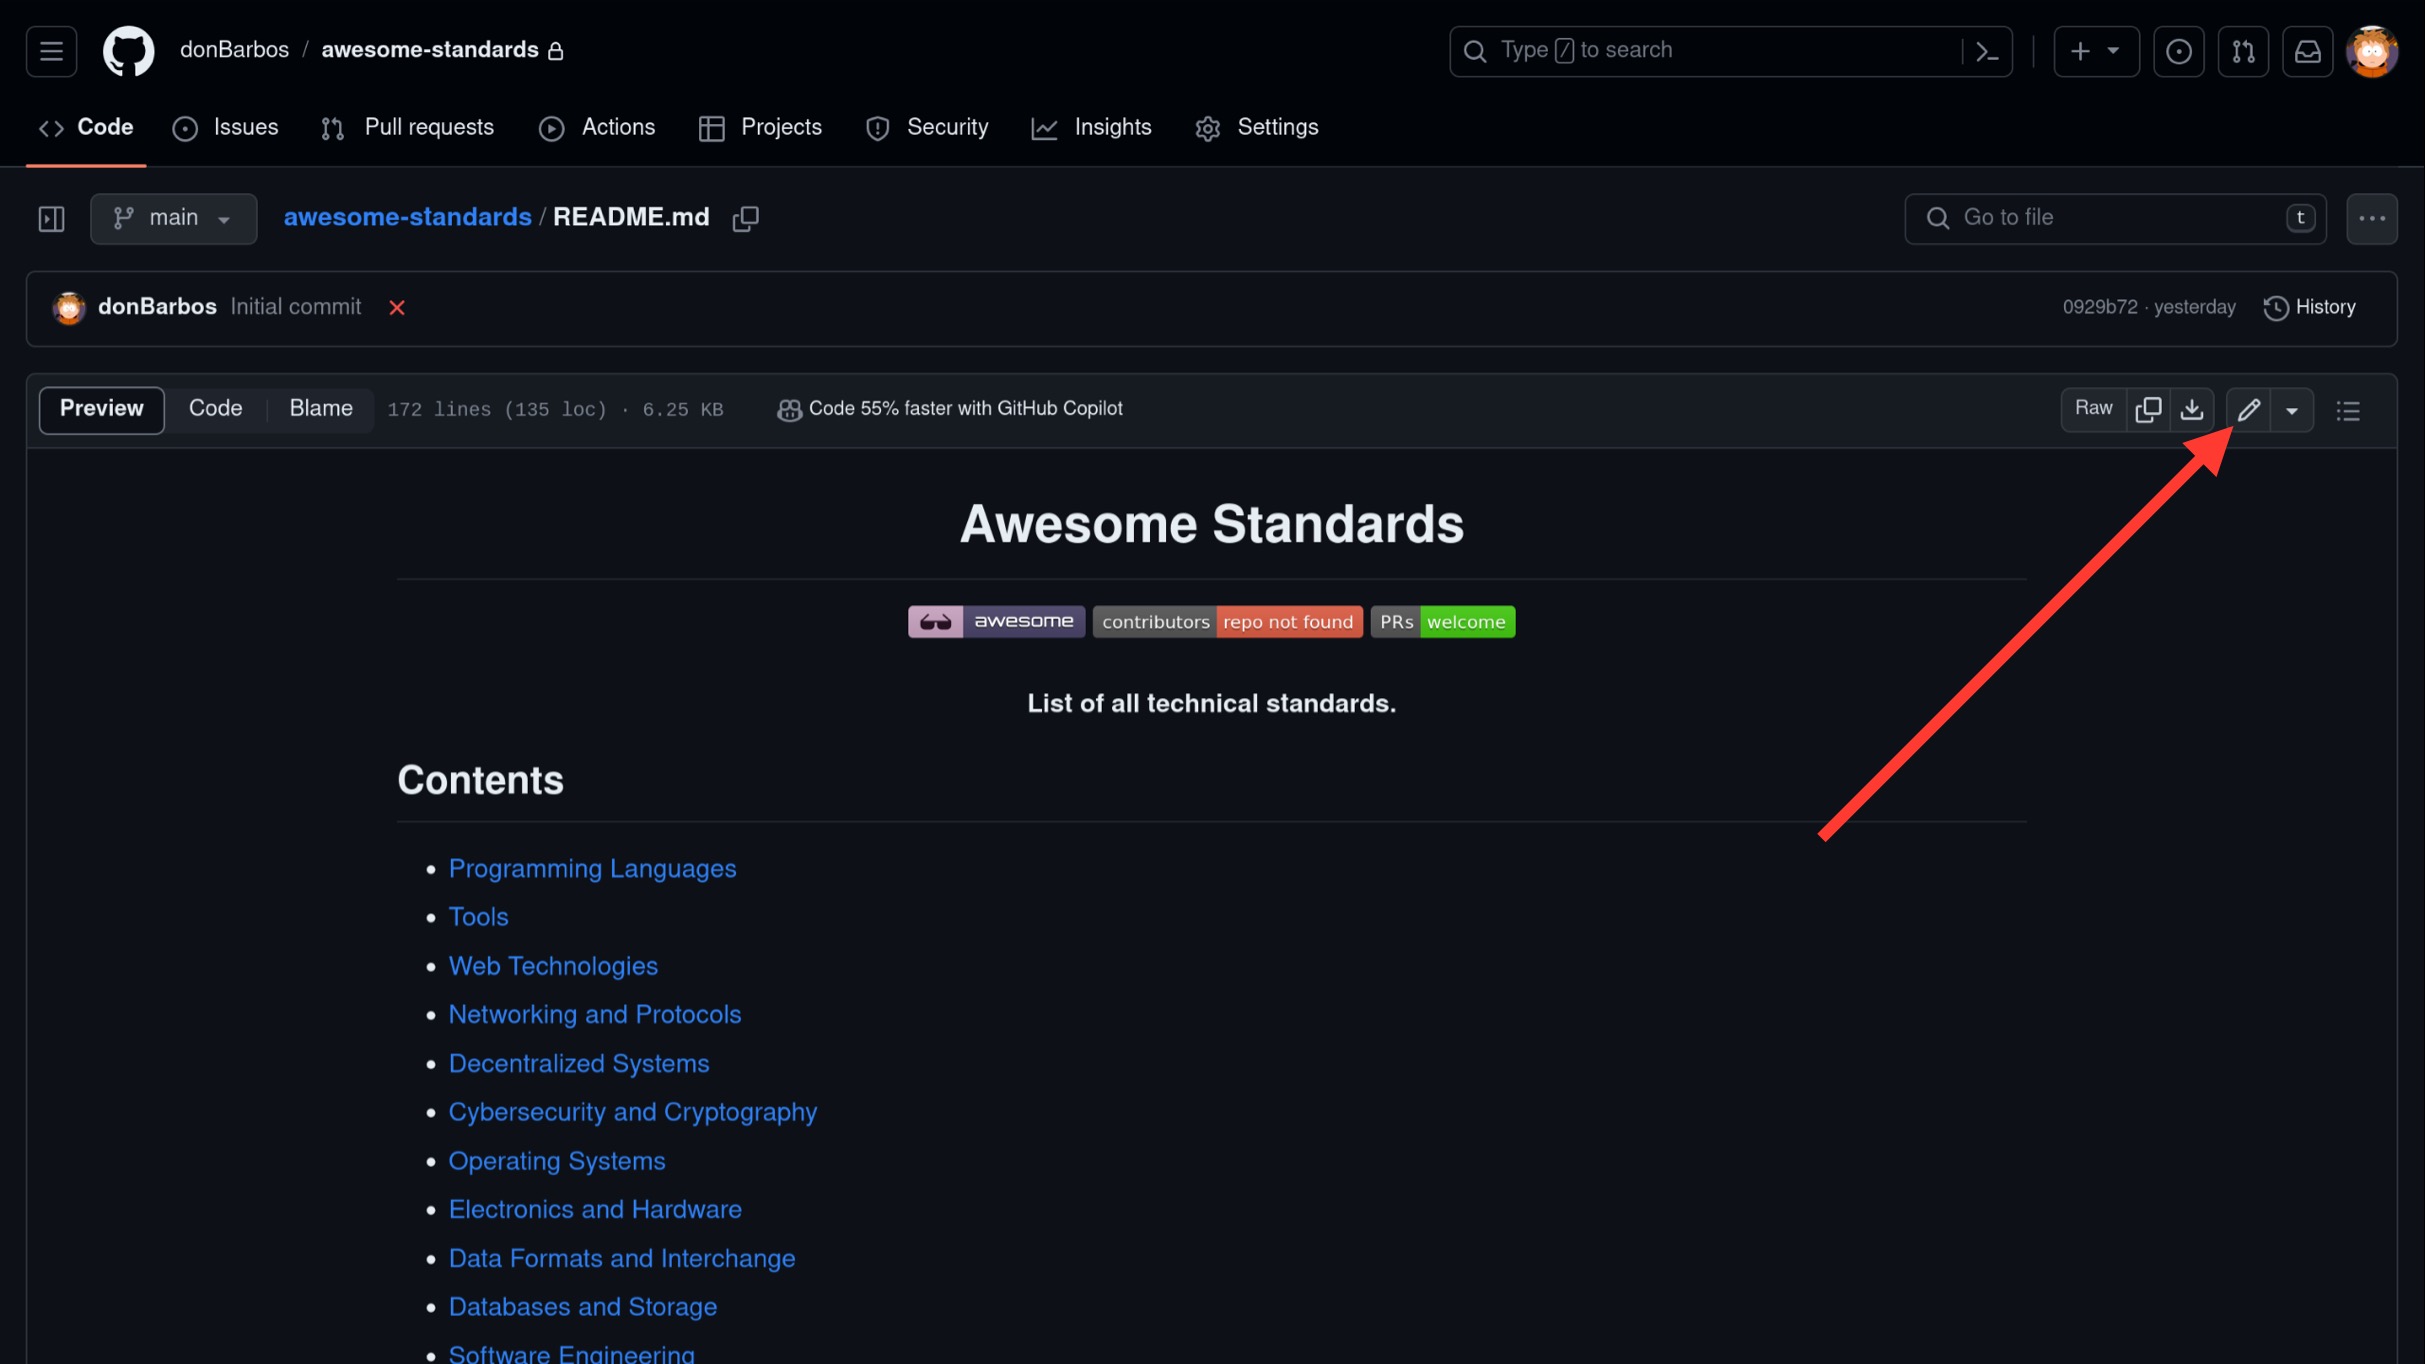 donBarbos / awesome-standards
Type / to search
Code Issues Pull requests Actions Projects Security Insights Settings
main awesome-standards / README.md Go to file t
donBarbos Initial commit 0929b72 · yesterday History
Preview Code Blame 172 lines (135 loc) · 6.25 KB Code 55% faster with GitHub Copilot Raw
Awesome Standards
awesome contributors repo not found PRs welcome
List of all technical standards.
Contents
• Programming Languages
• Tools
• Web Technologies
• Networking and Protocols
• Decentralized Systems
• Cybersecurity and Cryptography
• Operating Systems
• Electronics and Hardware
• Data Formats and Interchange
• Databases and Storage
• Software Engineering